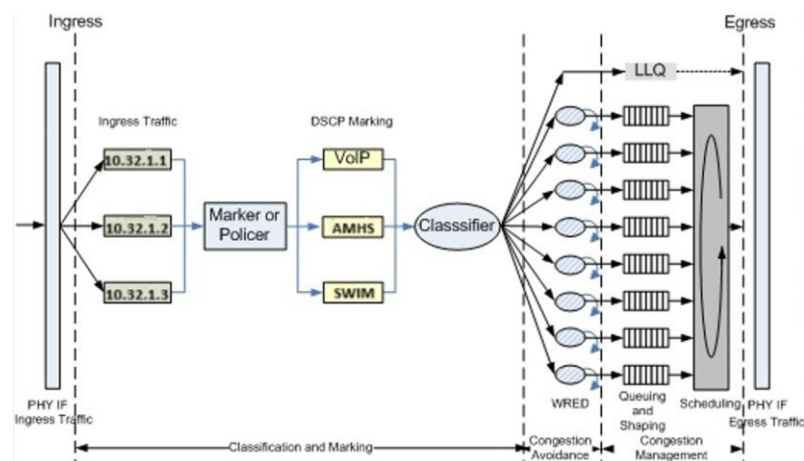 Ingress
Egress
LLQ
Ingress Traffic
DSCP Marking
10.32.1.1
VoIP
Marker or
Policer
10.32.1.2
AMHS
Classsifier
10.32.1.3
SWIM
PHY IF
Ingress Traffic
WRED
Queuing
and
Shaping
Scheduling
PHY IF
Egress Traffic
Classification and Marking
Congestion
Avoidance
Congestion
Management